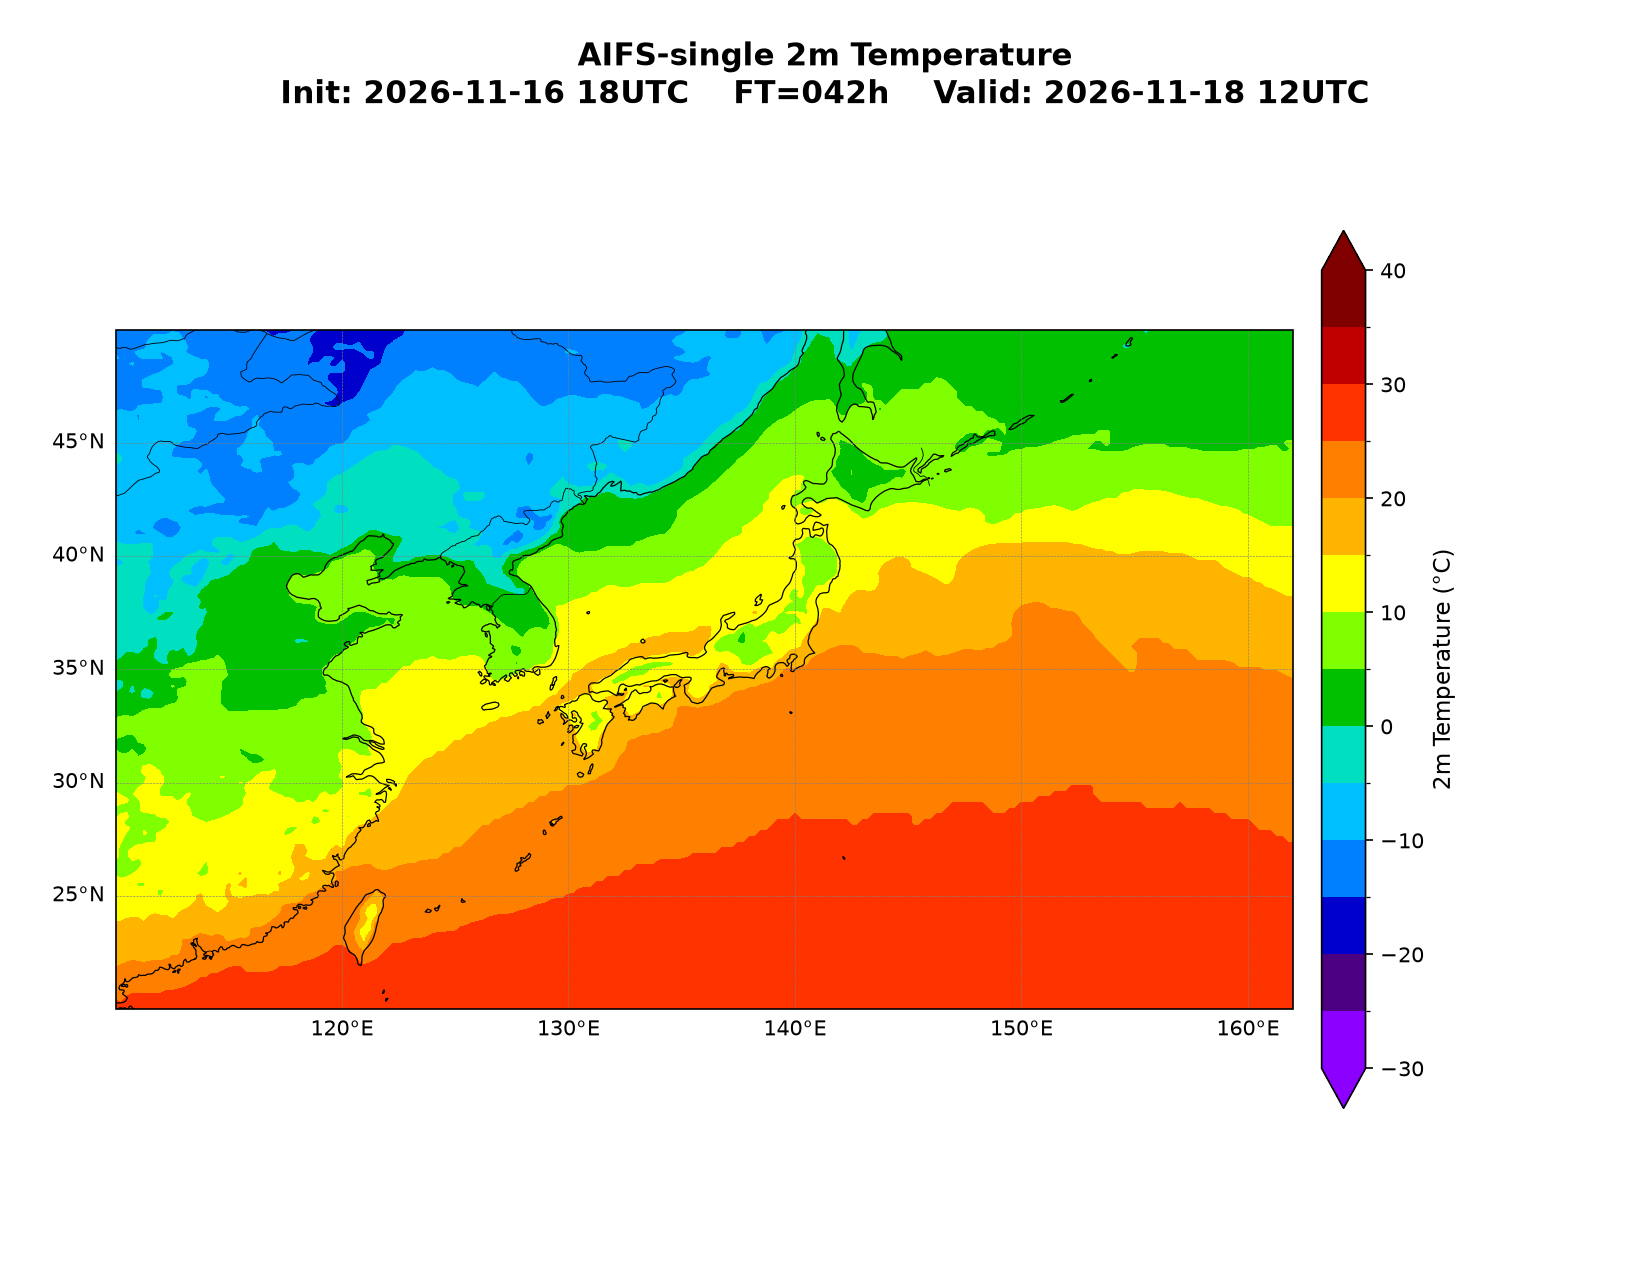 AIFS-single 2m Temperature
Init: 2026-11-16 18UTC    FT=042h    Valid: 2026-11-18 12UTC
45°N
40°N
35°N
30°N
25°N
120°E
130°E
140°E
150°E
160°E
40
30
20
10
0
−10
−20
−30
2m Temperature (°C)